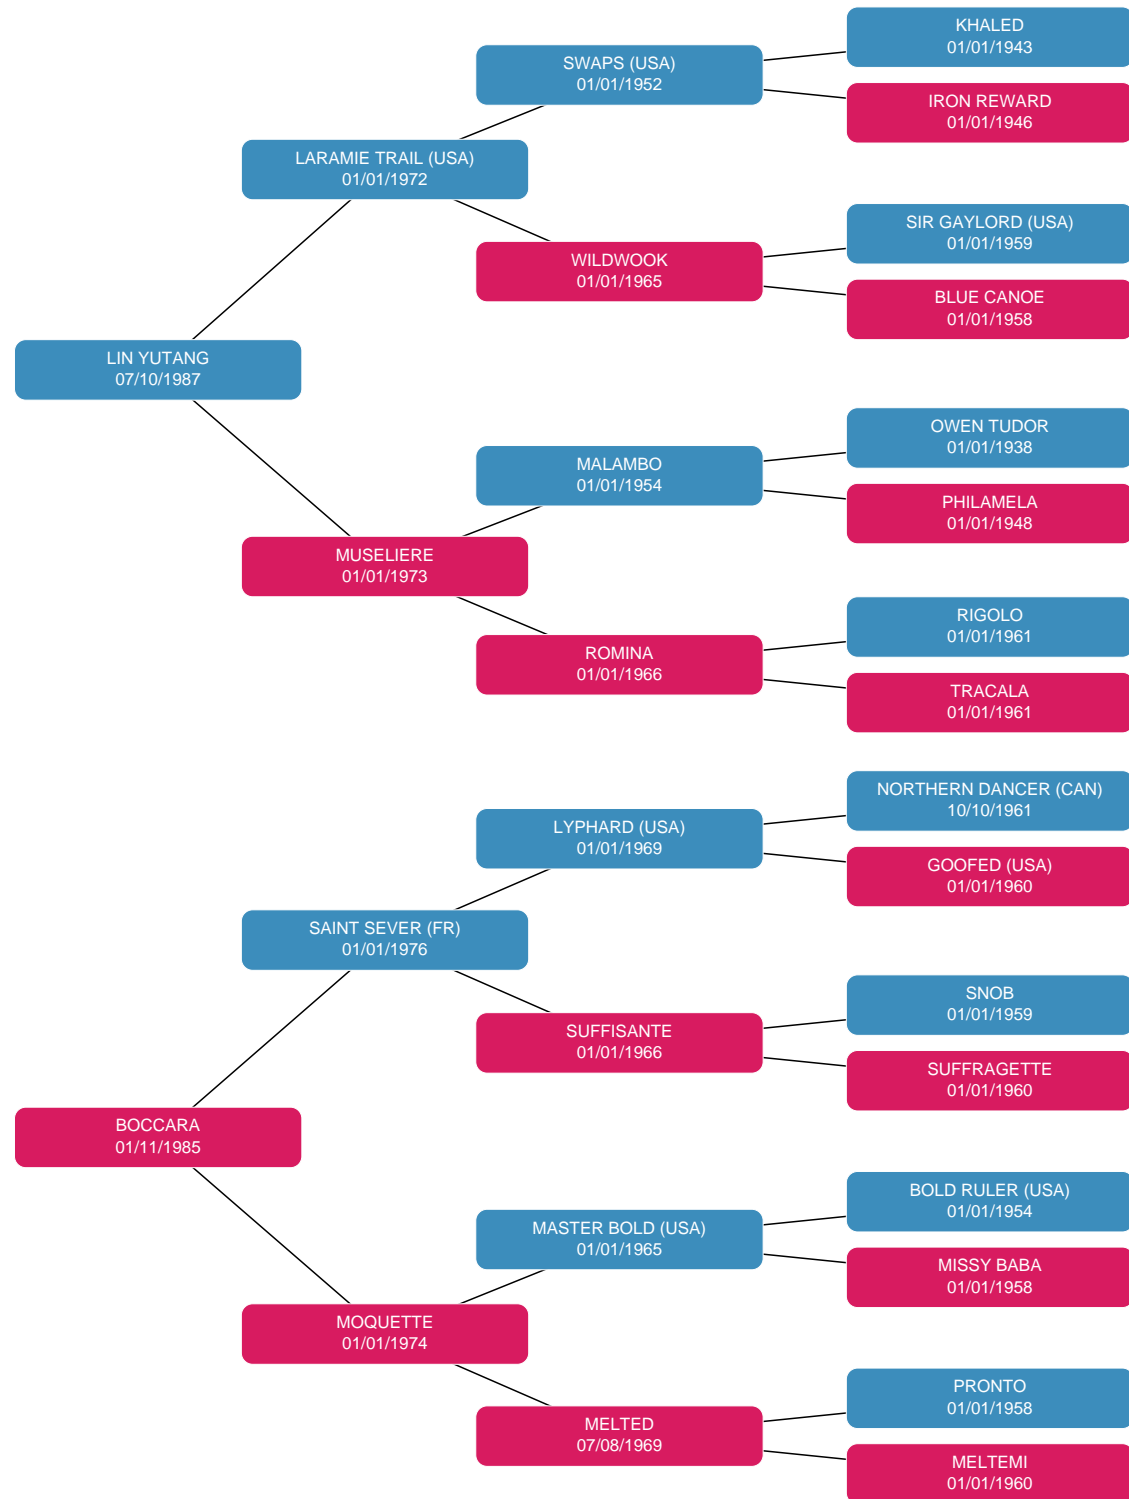 KHALED
01/01/1943
SWAPS (USA)
01/01/1952
IRON REWARD
01/01/1946
LARAMIE TRAIL (USA)
01/01/1972
SIR GAYLORD (USA)
01/01/1959
WILDWOOK
01/01/1965
BLUE CANOE
01/01/1958
LIN YUTANG
07/10/1987
OWEN TUDOR
01/01/1938
MALAMBO
01/01/1954
PHILAMELA
01/01/1948
MUSELIERE
01/01/1973
RIGOLO
01/01/1961
ROMINA
01/01/1966
TRACALA
01/01/1961
NORTHERN DANCER (CAN)
10/10/1961
LYPHARD (USA)
01/01/1969
GOOFED (USA)
01/01/1960
SAINT SEVER (FR)
01/01/1976
SNOB
01/01/1959
SUFFISANTE
01/01/1966
SUFFRAGETTE
01/01/1960
BOCCARA
01/11/1985
BOLD RULER (USA)
01/01/1954
MASTER BOLD (USA)
01/01/1965
MISSY BABA
01/01/1958
MOQUETTE
01/01/1974
PRONTO
01/01/1958
MELTED
07/08/1969
MELTEMI
01/01/1960